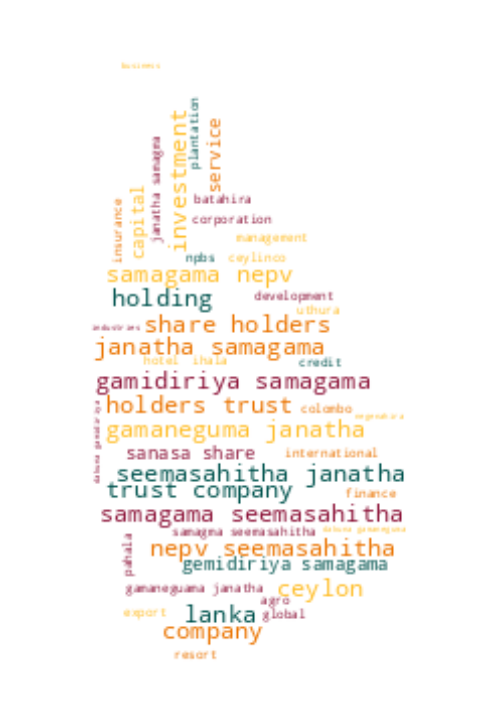 business
plantation
service
investment
janatha samagma
capital
insurance
batahira
corporation
management
npbs
ceylinco
samagama nepv
holding
development
uthura
industries
share holders
janatha samagama
hotel
ihala
credit
gamidiriya samagama
holders trust
colombo
gamaneguma janatha
sanasa share
international
seemasahitha janatha
trust company
finance
samagama seemasahitha
samagma seemasahitha
pahala
nepv seemasahitha
gemidiriya samagama
gamaneguama janatha
ceylon
agro
export
lanka
global
company
resort